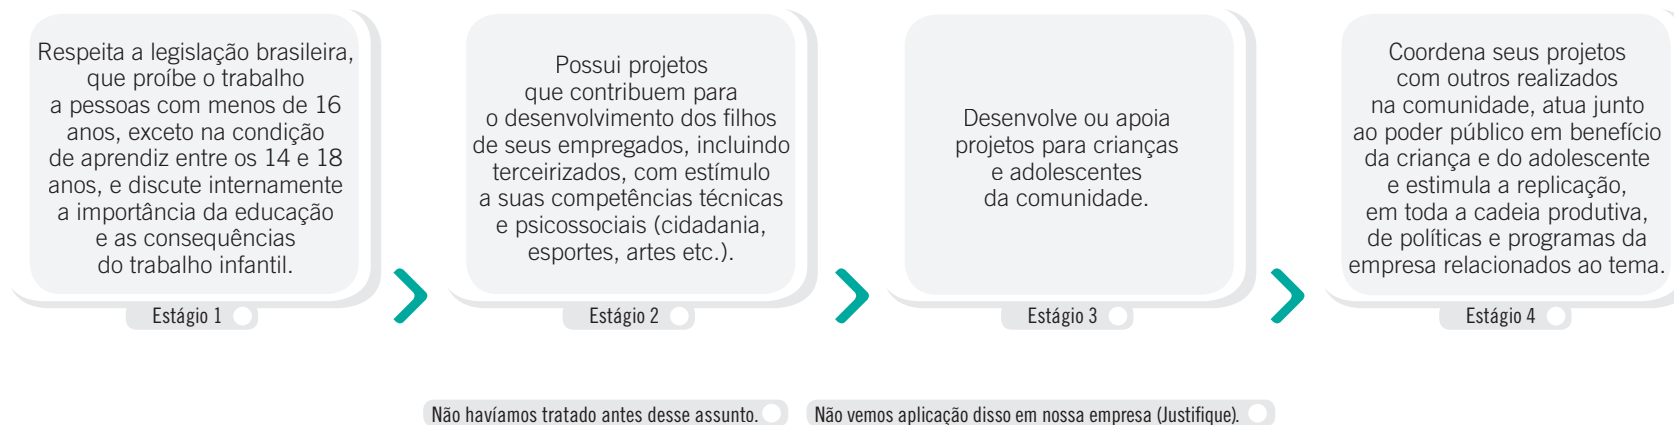 Respeita a legislação brasileira,
que proíbe o trabalho
a pessoas com menos de 16
anos, exceto na condição
de aprendiz entre os 14 e 18
anos, e discute internamente
a importância da educação
e as consequências
do trabalho infantil.
Estágio 1
Possui projetos
que contribuem para
o desenvolvimento dos filhos
de seus empregados, incluindo
terceirizados, com estímulo
a suas competências técnicas
e psicossociais (cidadania,
esportes, artes etc.).
Estágio 2
Desenvolve ou apoia
projetos para crianças
e adolescentes
da comunidade.
Estágio 3
Coordena seus projetos
com outros realizados
na comunidade, atua junto
ao poder público em benefício
da criança e do adolescente
e estimula a replicação,
em toda a cadeia produtiva,
de políticas e programas da
empresa relacionados ao tema.
Estágio 4
Não havíamos tratado antes desse assunto.
Não vemos aplicação disso em nossa empresa (Justifique).